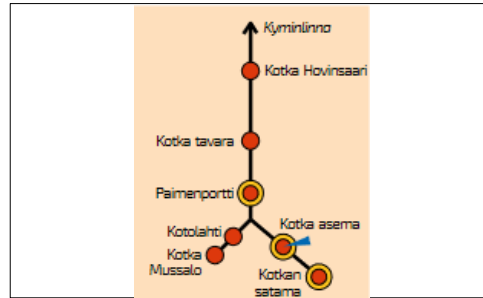 Kyminlinna
Kotka Hovinsaari
Kotka tavara
Paimenportti
Kotolahti
Kotka asema
Kotka
Mussalo
Kotkan
satama